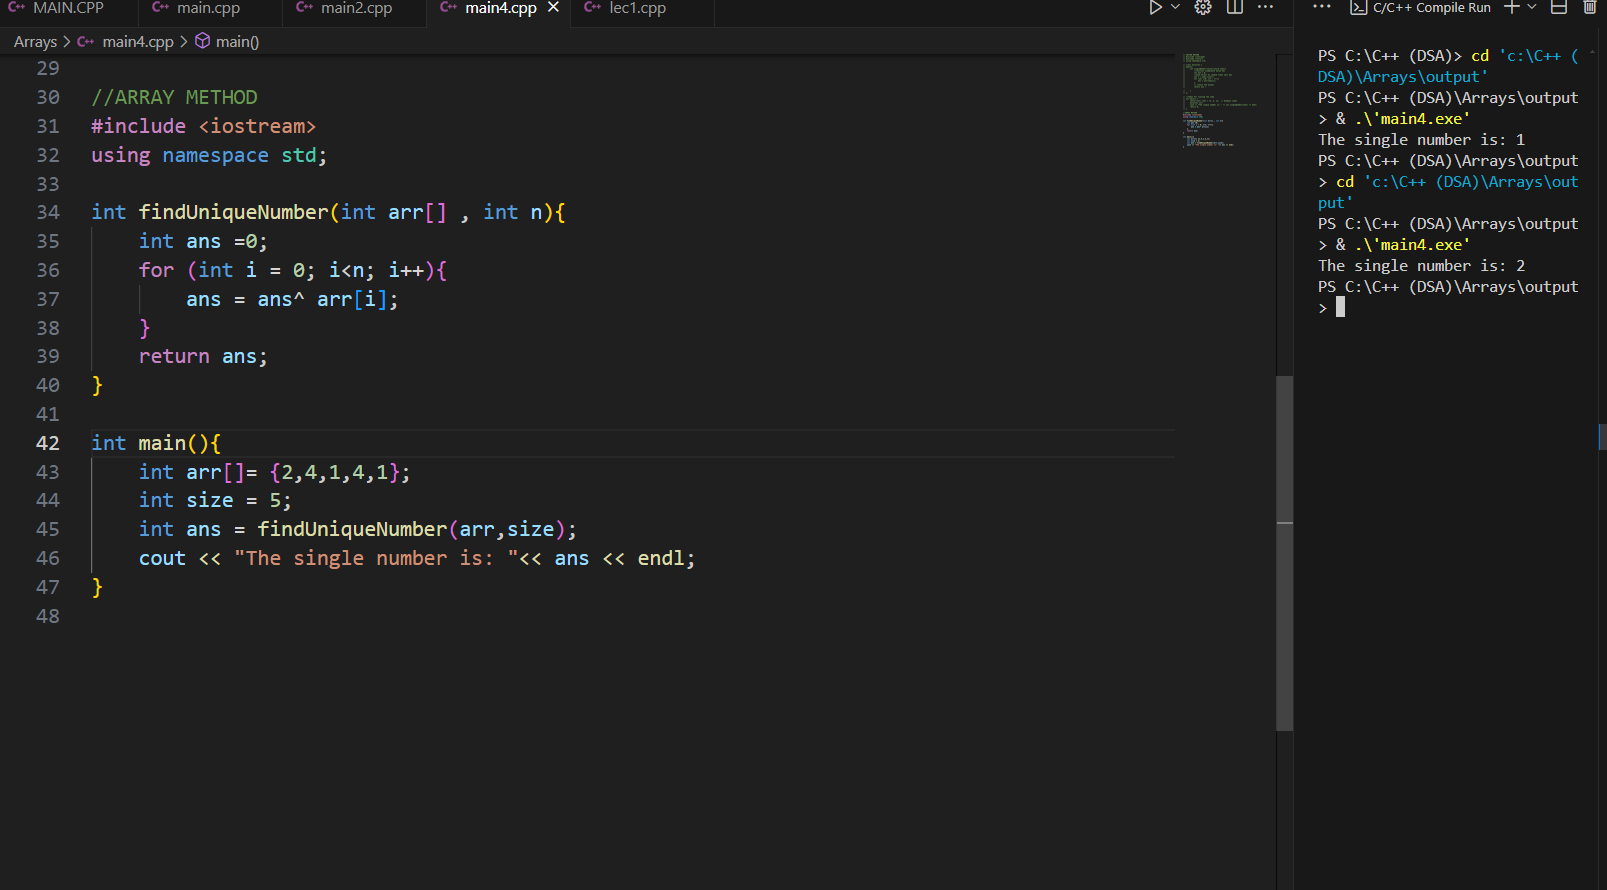 C++ MAIN.CPP C++ main.cpp C++ main2.cpp C++ main4.cpp × C++ lec1.cpp
Arrays > C++ main4.cpp > main()
29
30 //ARRAY METHOD
31 #include <iostream>
32 using namespace std;
33
34 int findUniqueNumber(int arr[] , int n){
35     int ans =0;
36     for (int i = 0; i<n; i++){
37         ans = ans^ arr[i];
38     }
39     return ans;
40 }
41
42 int main(){
43     int arr[]= {2,4,1,4,1};
44     int size = 5;
45     int ans = findUniqueNumber(arr,size);
46     cout << "The single number is: "<< ans << endl;
47 }
48
C/C++ Compile Run
PS C:\C++ (DSA)> cd 'c:\C++ (
DSA)\Arrays\output'
PS C:\C++ (DSA)\Arrays\output
> & .\'main4.exe'
The single number is: 1
PS C:\C++ (DSA)\Arrays\output
> cd 'c:\C++ (DSA)\Arrays\out
put'
PS C:\C++ (DSA)\Arrays\output
> & .\'main4.exe'
The single number is: 2
PS C:\C++ (DSA)\Arrays\output
>